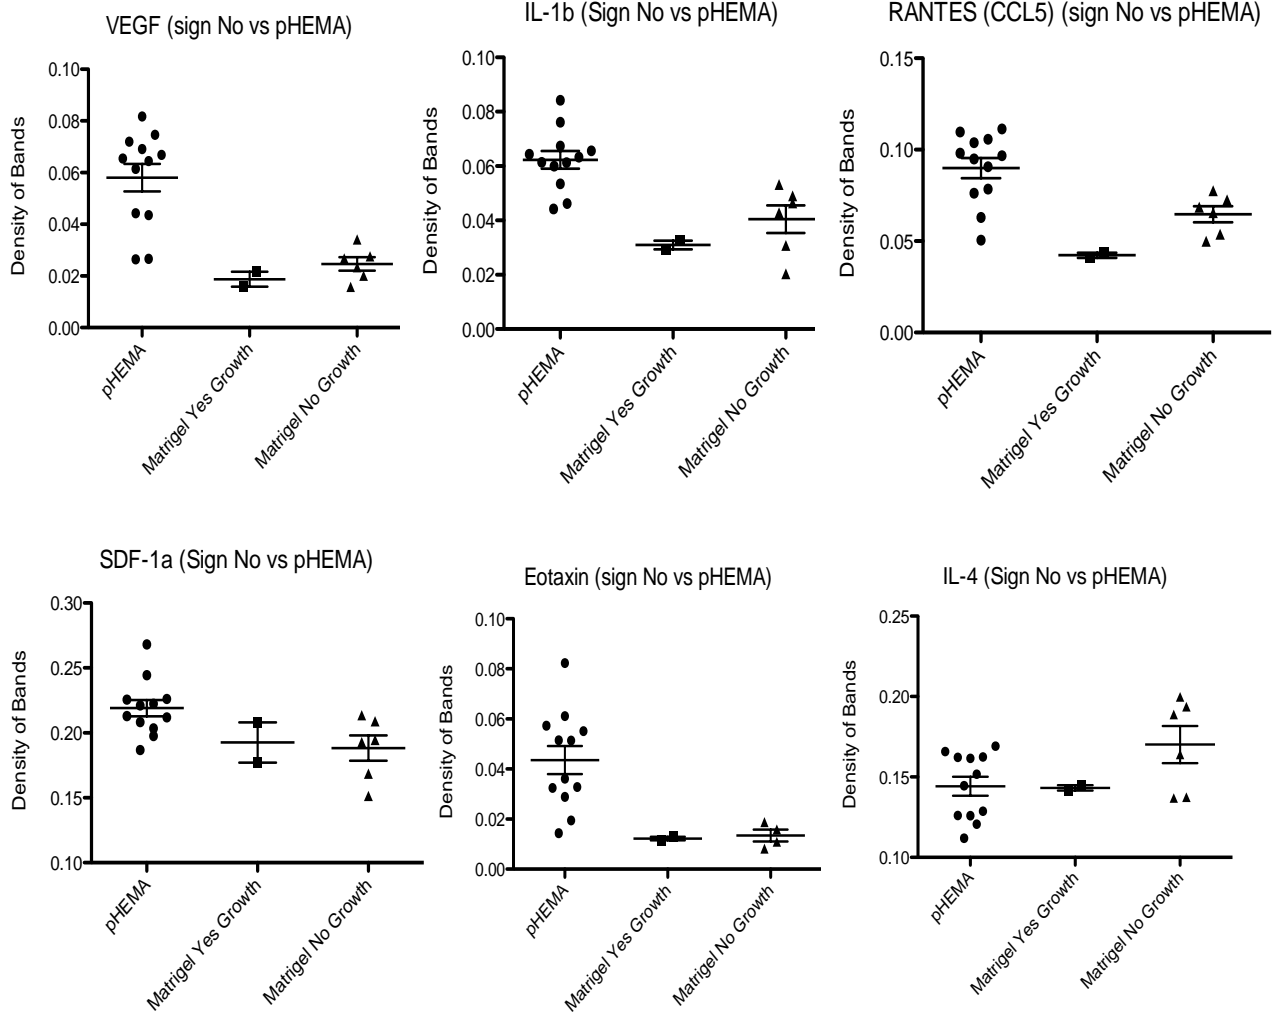 VEGF (sign No vs pHEMA)
Density of Bands
0.10
0.08
0.06
0.04
0.02
0.00
pHEMA
Matrigel Yes Growth
Matrigel No Growth
IL-1b (Sign No vs pHEMA)
Density of Bands
0.10
0.08
0.06
0.04
0.02
0.00
pHEMA
Matrigel Yes Growth
Matrigel No Growth
RANTES (CCL5) (sign No vs pHEMA)
Density of Bands
0.15
0.10
0.05
0.00
pHEMA
Matrigel Yes Growth
Matrigel No Growth
SDF-1a (Sign No vs pHEMA)
Density of Bands
0.30
0.25
0.20
0.15
0.10
pHEMA
Matrigel Yes Growth
Matrigel No Growth
Eotaxin (sign No vs pHEMA)
Density of Bands
0.10
0.08
0.06
0.04
0.02
0.00
pHEMA
Matrigel Yes Growth
Matrigel No Growth
IL-4 (Sign No vs pHEMA)
Density of Bands
0.25
0.20
0.15
0.10
pHEMA
Matrigel Yes Growth
Matrigel No Growth